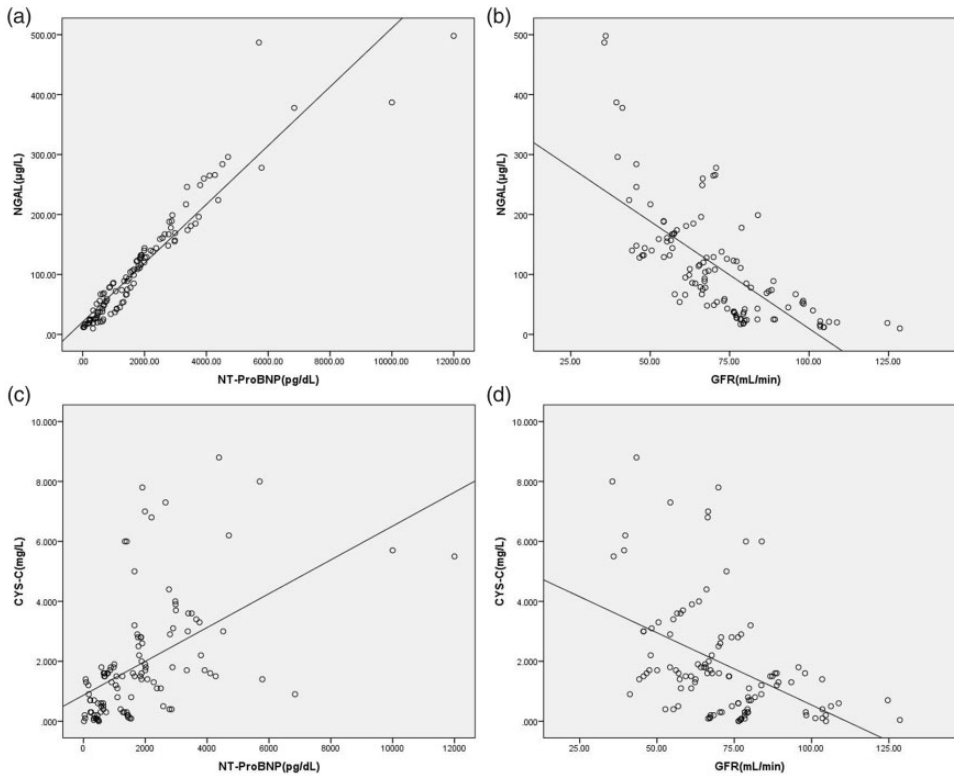 (a)
500.00
400.00
300.00
200.00
100.00
.00
NGAL(µg/L)
.00 2000.00 4000.00 6000.00 8000.00 10000.00 12000.00
NT-ProBNP(pg/dL)
(b)
500
400
300
200
100
0
NGAL(µg/L)
25.00 50.00 75.00 100.00 125.00
GFR(mL/min)
(c)
10.000
8.000
6.000
4.000
2.000
.000
CYS-C(mg/L)
0 2000 4000 6000 8000 10000 12000
NT-ProBNP(pg/dL)
(d)
10.000
8.000
6.000
4.000
2.000
.000
CYS-C(mg/L)
25.00 50.00 75.00 100.00 125.00
GFR(mL/min)